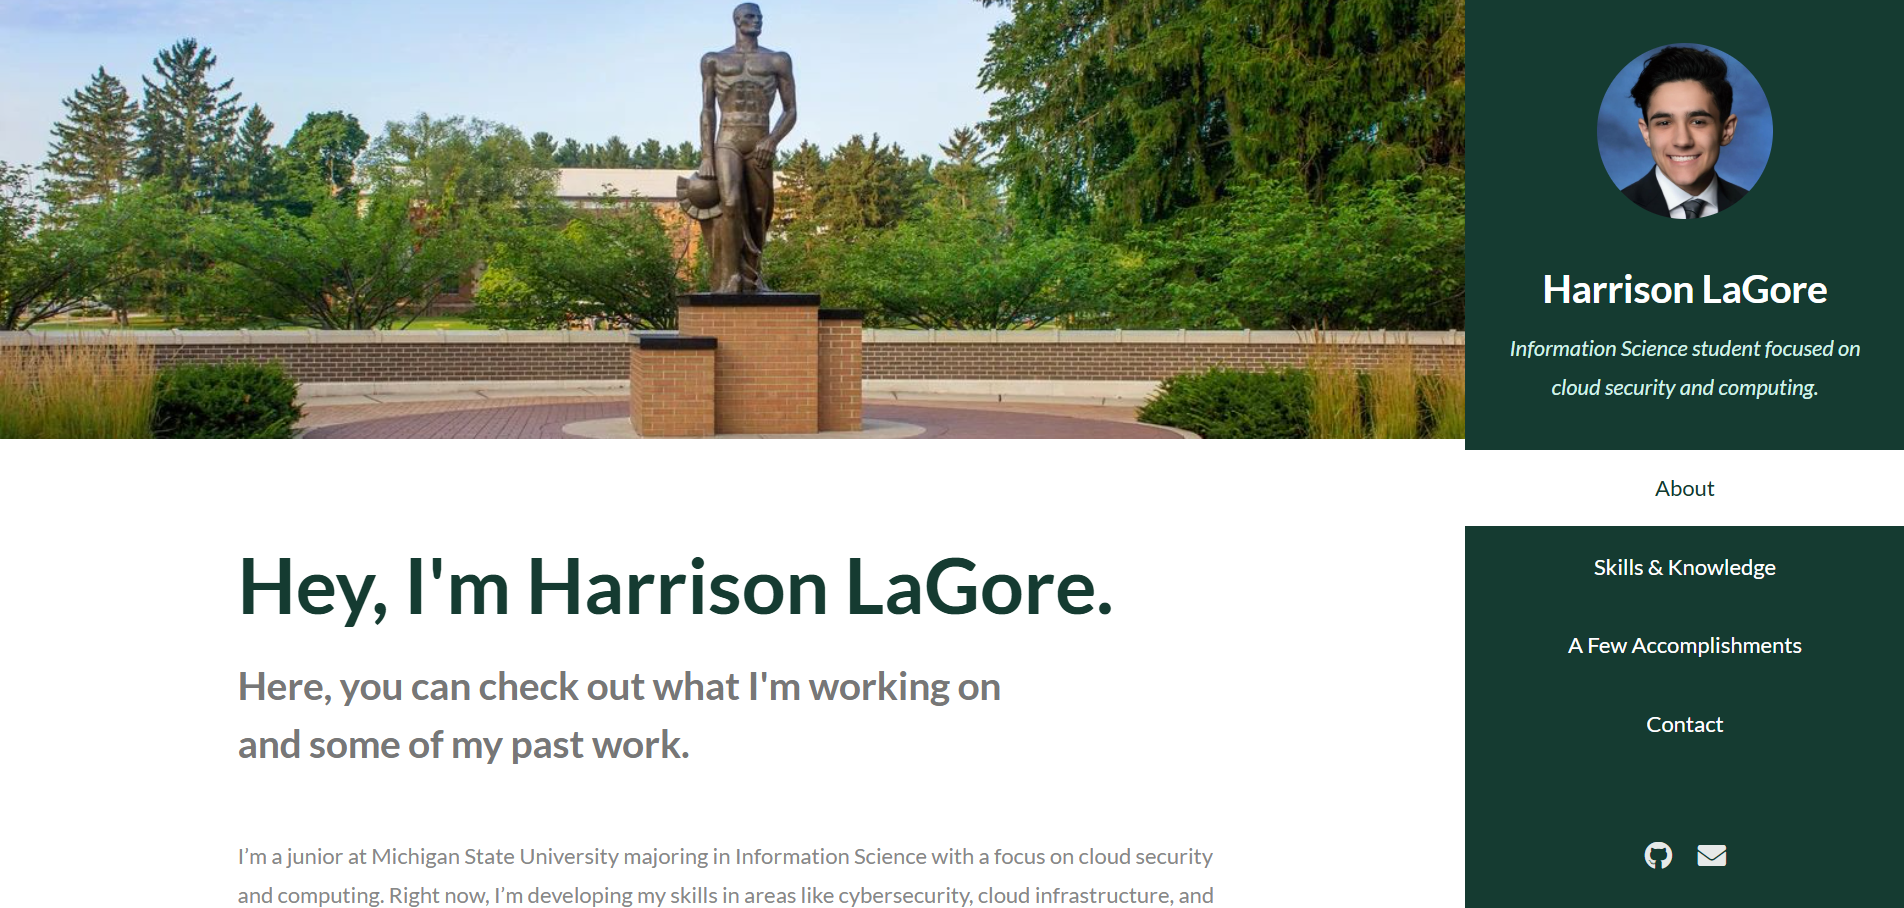 Harrison LaGore
Information Science student focused on
cloud security and computing.
About
Skills & Knowledge
A Few Accomplishments
Contact
Hey, I'm Harrison LaGore.
Here, you can check out what I'm working on
and some of my past work.
I’m a junior at Michigan State University majoring in Information Science with a focus on cloud security
and computing. Right now, I’m developing my skills in areas like cybersecurity, cloud infrastructure, and